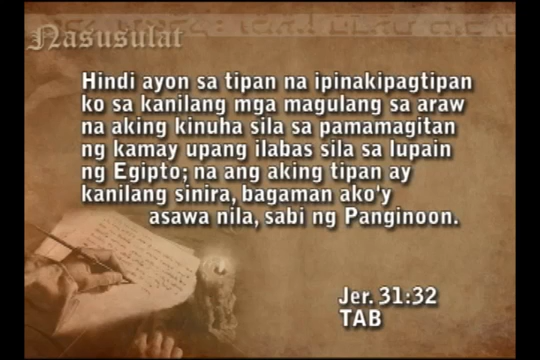 Nasusulat
Hindi ayon sa tipan na ipinakipagtipan
ko sa kanilang mga magulang sa araw
na aking kinuha sila sa pamamagitan
ng kamay upang ilabas sila sa lupain
ng Egipto; na ang aking tipan ay
kanilang sinira, bagaman ako'y
asawa nila, sabi ng Panginoon.
Jer. 31:32
TAB